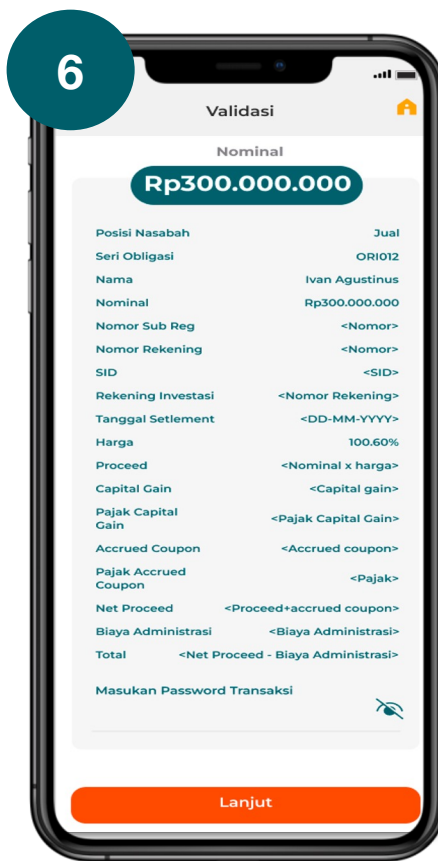 6
Validasi
Nominal
Rp300.000.000
Posisi Nasabah Jual
Seri Obligasi ORI012
Nama Ivan Agustinus
Nominal Rp300.000.000
Nomor Sub Reg <Nomor>
Nomor Rekening <Nomor>
SID <SID>
Rekening Investasi <Nomor Rekening>
Tanggal Setlement <DD-MM-YYYY>
Harga 100.60%
Proceed <Nominal x harga>
Capital Gain <Capital gain>
Pajak Capital
Gain <Pajak Capital Gain>
Accrued Coupon <Accrued coupon>
Pajak Accrued
Coupon <Pajak>
Net Proceed <Proceed+accrued coupon>
Biaya Administrasi <Biaya Administrasi>
Total <Net Proceed - Biaya Administrasi>
Masukan Password Transaksi
Lanjut